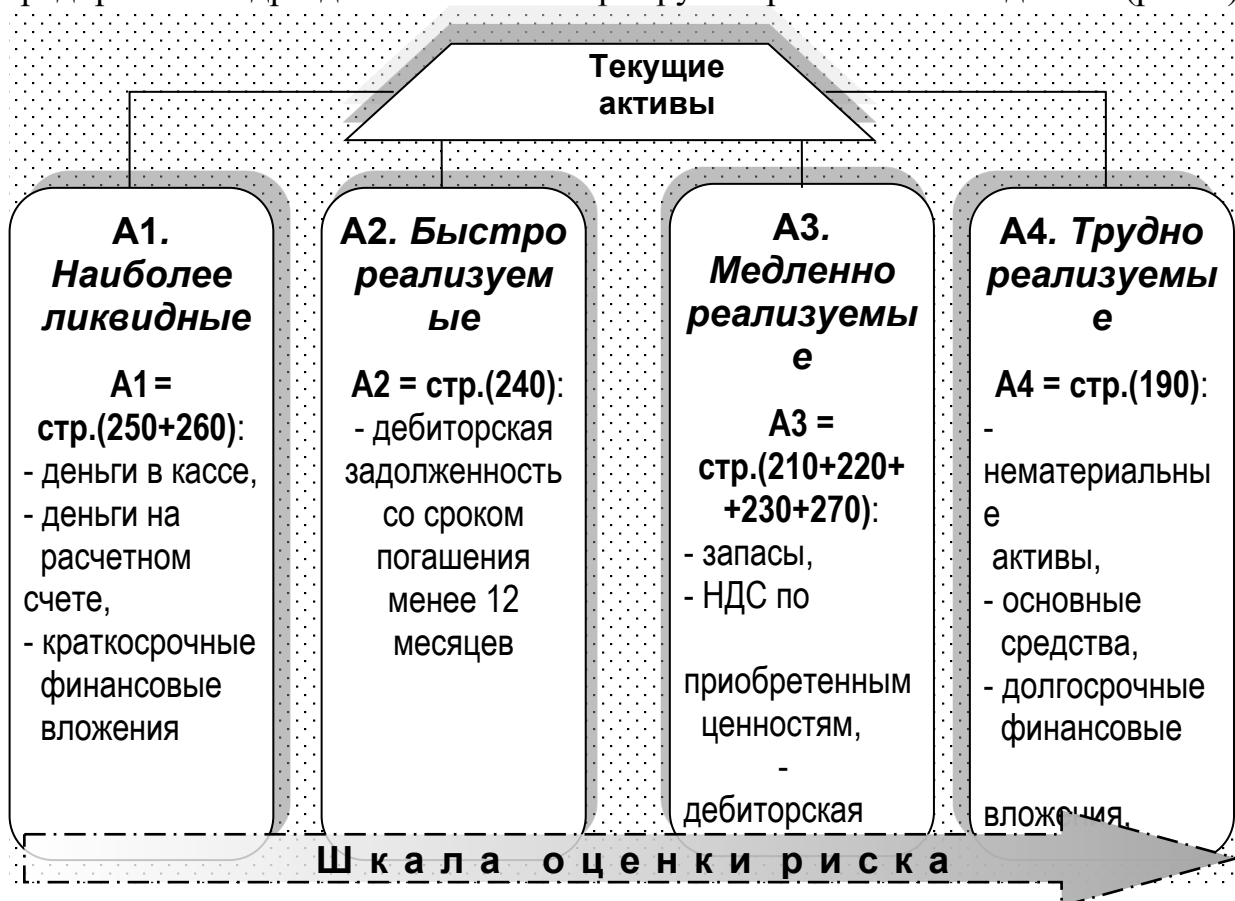 Текущие
активы
А1.
Наиболее
ликвидные
А1 =
стр.(250+260):
- деньги в кассе,
- деньги на
расчетном
счете,
- краткосрочные
финансовые
вложения
А2. Быстро
реализуем
ые
А2 = стр.(240):
- дебиторская
задолженность
со сроком
погашения
менее 12
месяцев
А3.
Медленно
реализуемы
е
А3 =
стр.(210+220+
+230+270):
- запасы,
- НДС по
приобретенным
ценностям,
-
дебиторская
А4. Трудно
реализуемы
е
А4 = стр.(190):
-
нематериальны
е
активы,
- основные
средства,
- долгосрочные
финансовые
вложения,
Шкала оценки риска